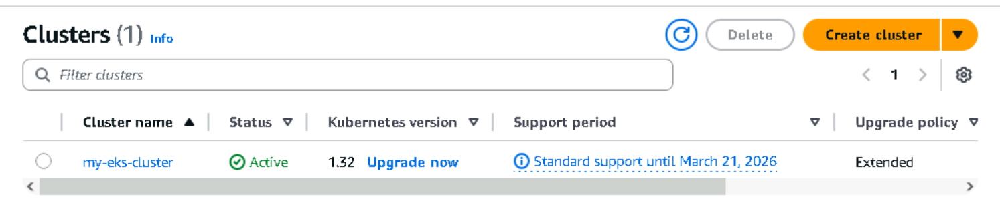 Clusters (1) Info
Delete
Create cluster
Filter clusters
1
Cluster name Status Kubernetes version Support period Upgrade policy
my-eks-cluster Active 1.32 Upgrade now Standard support until March 21, 2026 Extended